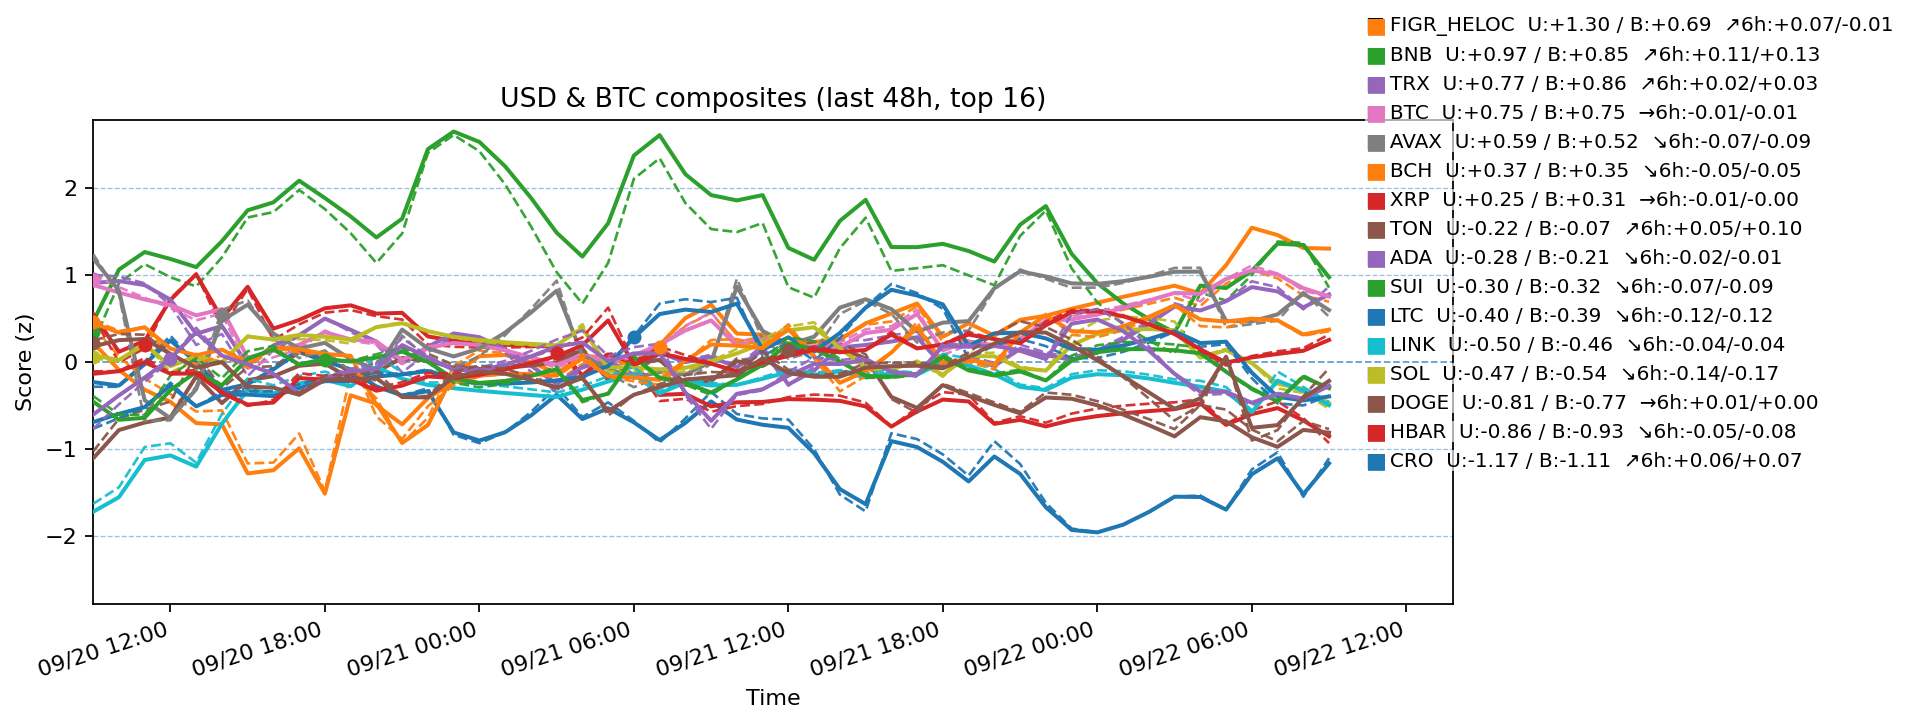 FIGR_HELOC U:+1.30 / B:+0.69 ↗6h:+0.07/-0.01
BNB U:+0.97 / B:+0.85 ↗6h:+0.11/+0.13
TRX U:+0.77 / B:+0.86 ↗6h:+0.02/+0.03
BTC U:+0.75 / B:+0.75 →6h:-0.01/-0.01
AVAX U:+0.59 / B:+0.52 ↘6h:-0.07/-0.09
BCH U:+0.37 / B:+0.35 ↘6h:-0.05/-0.05
XRP U:+0.25 / B:+0.31 →6h:-0.01/-0.00
TON U:-0.22 / B:-0.07 ↗6h:+0.05/+0.10
ADA U:-0.28 / B:-0.21 ↘6h:-0.02/-0.01
SUI U:-0.30 / B:-0.32 ↘6h:-0.07/-0.09
LTC U:-0.40 / B:-0.39 ↘6h:-0.12/-0.12
LINK U:-0.50 / B:-0.46 ↘6h:-0.04/-0.04
SOL U:-0.47 / B:-0.54 ↘6h:-0.14/-0.17
DOGE U:-0.81 / B:-0.77 →6h:+0.01/+0.00
HBAR U:-0.86 / B:-0.93 ↘6h:-0.05/-0.08
CRO U:-1.17 / B:-1.11 ↗6h:+0.06/+0.07
USD & BTC composites (last 48h, top 16)
Score (z)
2
1
0
−1
−2
09/20 12:00
09/20 18:00
09/21 00:00
09/21 06:00
09/21 12:00
09/21 18:00
09/22 00:00
09/22 06:00
09/22 12:00
Time